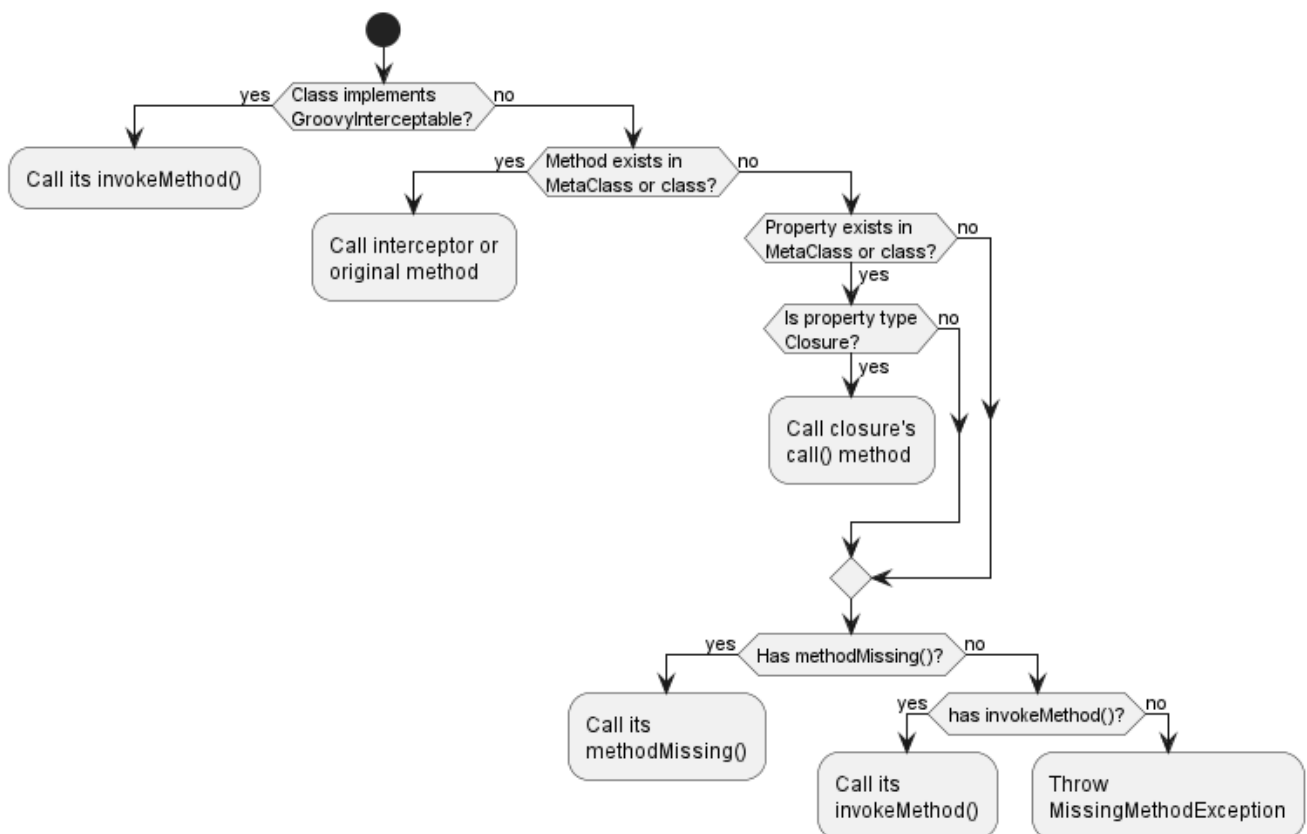 yes
Class implements
GroovyInterceptable?
no
Call its invokeMethod()
yes
Method exists in
MetaClass or class?
no
Call interceptor or
original method
Property exists in
MetaClass or class?
no
yes
Is property type
Closure?
no
yes
Call closure's
call() method
yes
Has methodMissing()?
no
Call its
methodMissing()
yes
has invokeMethod()?
no
Call its
invokeMethod()
Throw
MissingMethodException